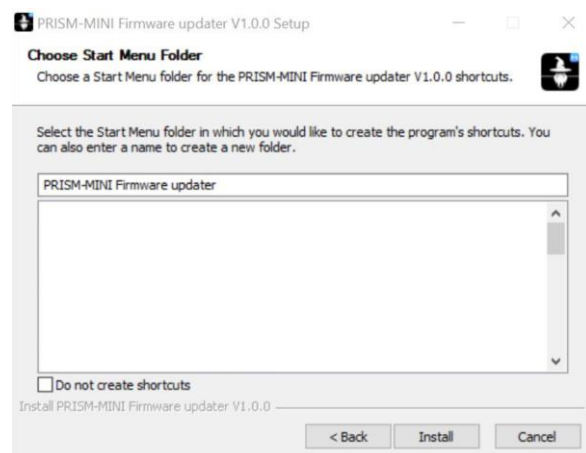 PRISM-MINI Firmware updater V1.0.0 Setup
Choose Start Menu Folder
Choose a Start Menu folder for the PRISM-MINI Firmware updater V1.0.0 shortcuts.
Select the Start Menu folder in which you would like to create the program's shortcuts. You
can also enter a name to create a new folder.
PRISM-MINI Firmware updater
Do not create shortcuts
Install PRISM-MINI Firmware updater V1.0.0
< Back
Install
Cancel